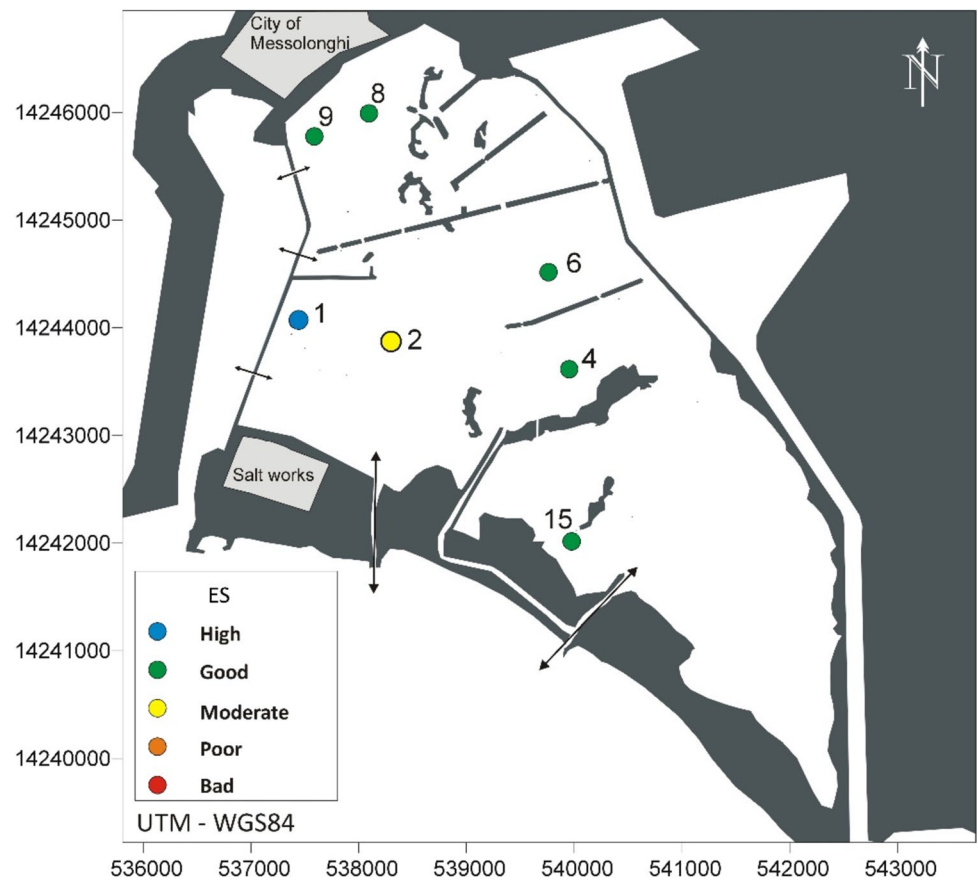 City of
Messolonghi
N
14246000
8
9
14245000
6
14244000
1
2
4
14243000
Salt works
15
14242000
ES
High
14241000
Good
Moderate
14240000
Poor
Bad
UTM - WGS84
536000 537000 538000 539000 540000 541000 542000 543000